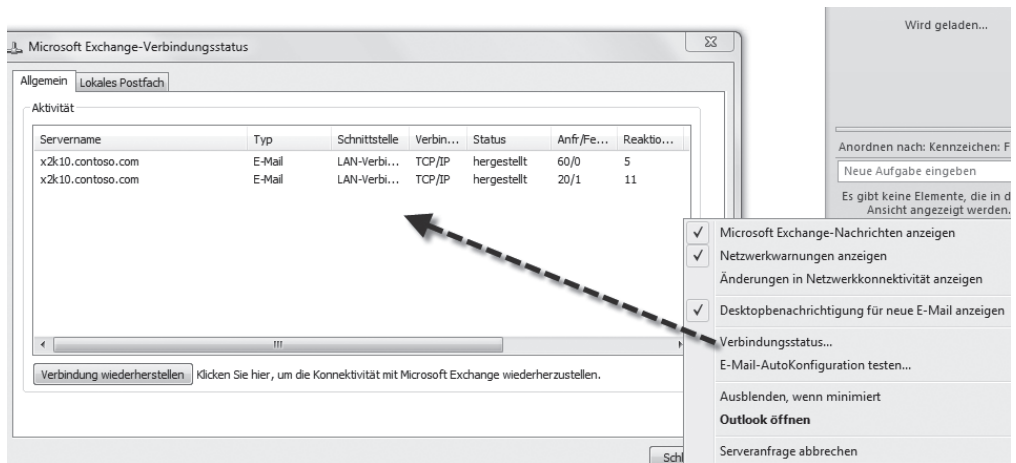 Microsoft Exchange-Verbindungsstatus
Allgemein Lokales Postfach
Aktivität
Servername Typ Schnittstelle Verbin... Status Anfr/Fe... Reaktio...
x2k10.contoso.com E-Mail LAN-Verbi... TCP/IP hergestellt 60/0 5
x2k10.contoso.com E-Mail LAN-Verbi... TCP/IP hergestellt 20/1 11
Verbindung wiederherstellen Klicken Sie hier, um die Konnektivität mit Microsoft Exchange wiederherzustellen.
Schl
Wird geladen...
Anordnen nach: Kennzeichen: F
Neue Aufgabe eingeben
Es gibt keine Elemente, die in d
Ansicht angezeigt werden.
Microsoft Exchange-Nachrichten anzeigen
Netzwerkwarnungen anzeigen
Änderungen in Netzwerkkonnektivität anzeigen
Desktopbenachrichtigung für neue E-Mail anzeigen
Verbindungsstatus...
E-Mail-AutoKonfiguration testen...
Ausblenden, wenn minimiert
Outlook öffnen
Serveranfrage abbrechen